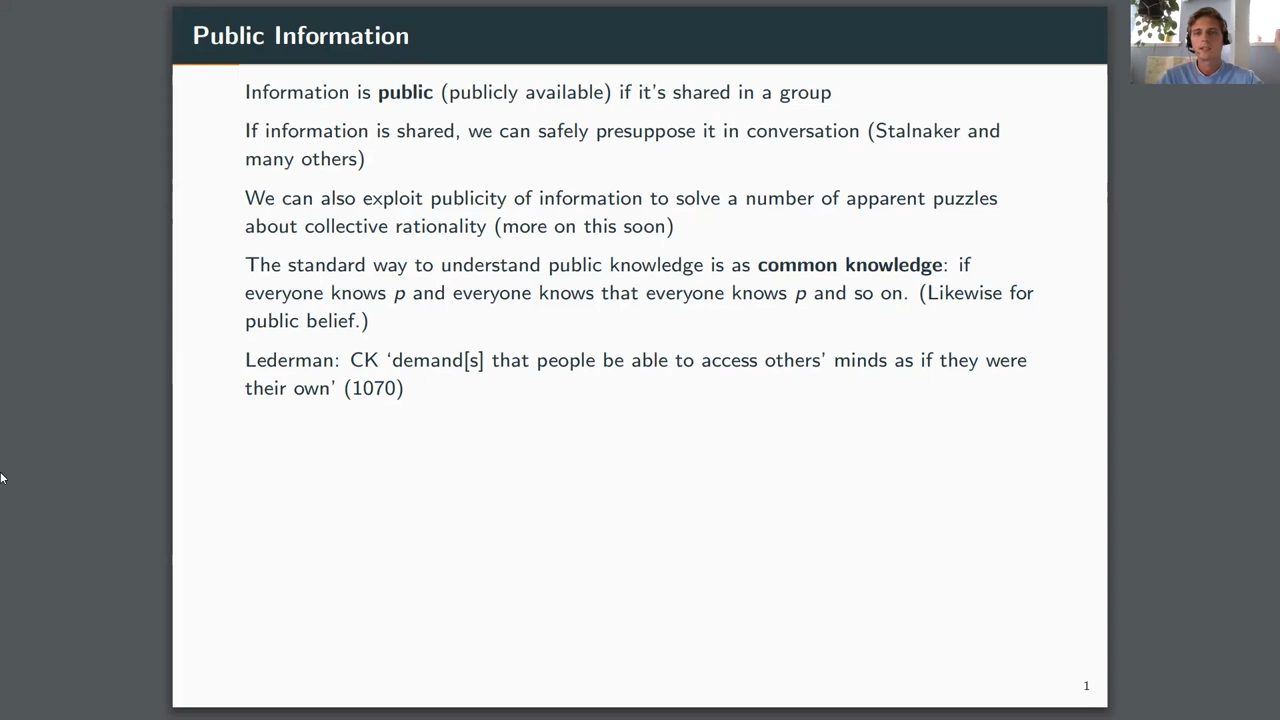 Public Information
Information is public (publicly available) if it's shared in a group
If information is shared, we can safely presuppose it in conversation (Stalnaker and
many others)
We can also exploit publicity of information to solve a number of apparent puzzles
about collective rationality (more on this soon)
The standard way to understand public knowledge is as common knowledge: if
everyone knows p and everyone knows that everyone knows p and so on. (Likewise for
public belief.)
Lederman: CK ‘demand[s] that people be able to access others’ minds as if they were
their own’ (1070)
1